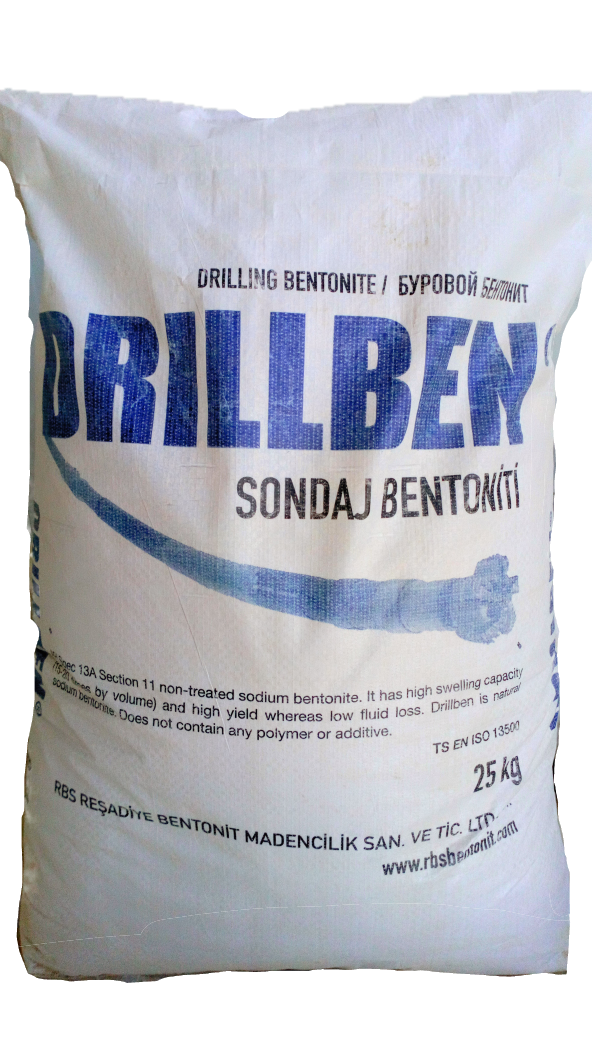 DRILLING BENTONITE / БУРОВОЙ БЕНТОНИТ
DRILLBEN
SONDAJ BENTONİTİ
Spec 13A Section 11 non-treated sodium bentonite. It has high swelling capacity
by volume) and high yield whereas low fluid loss. Drillben is natural
sodium bentonite. Does not contain any polymer or additive.
TS EN ISO 13500
25 kg
RBS REŞADİYE BENTONİT MADENCİLİK SAN. VE TİC. LTD.
www.rbsbentonit.com